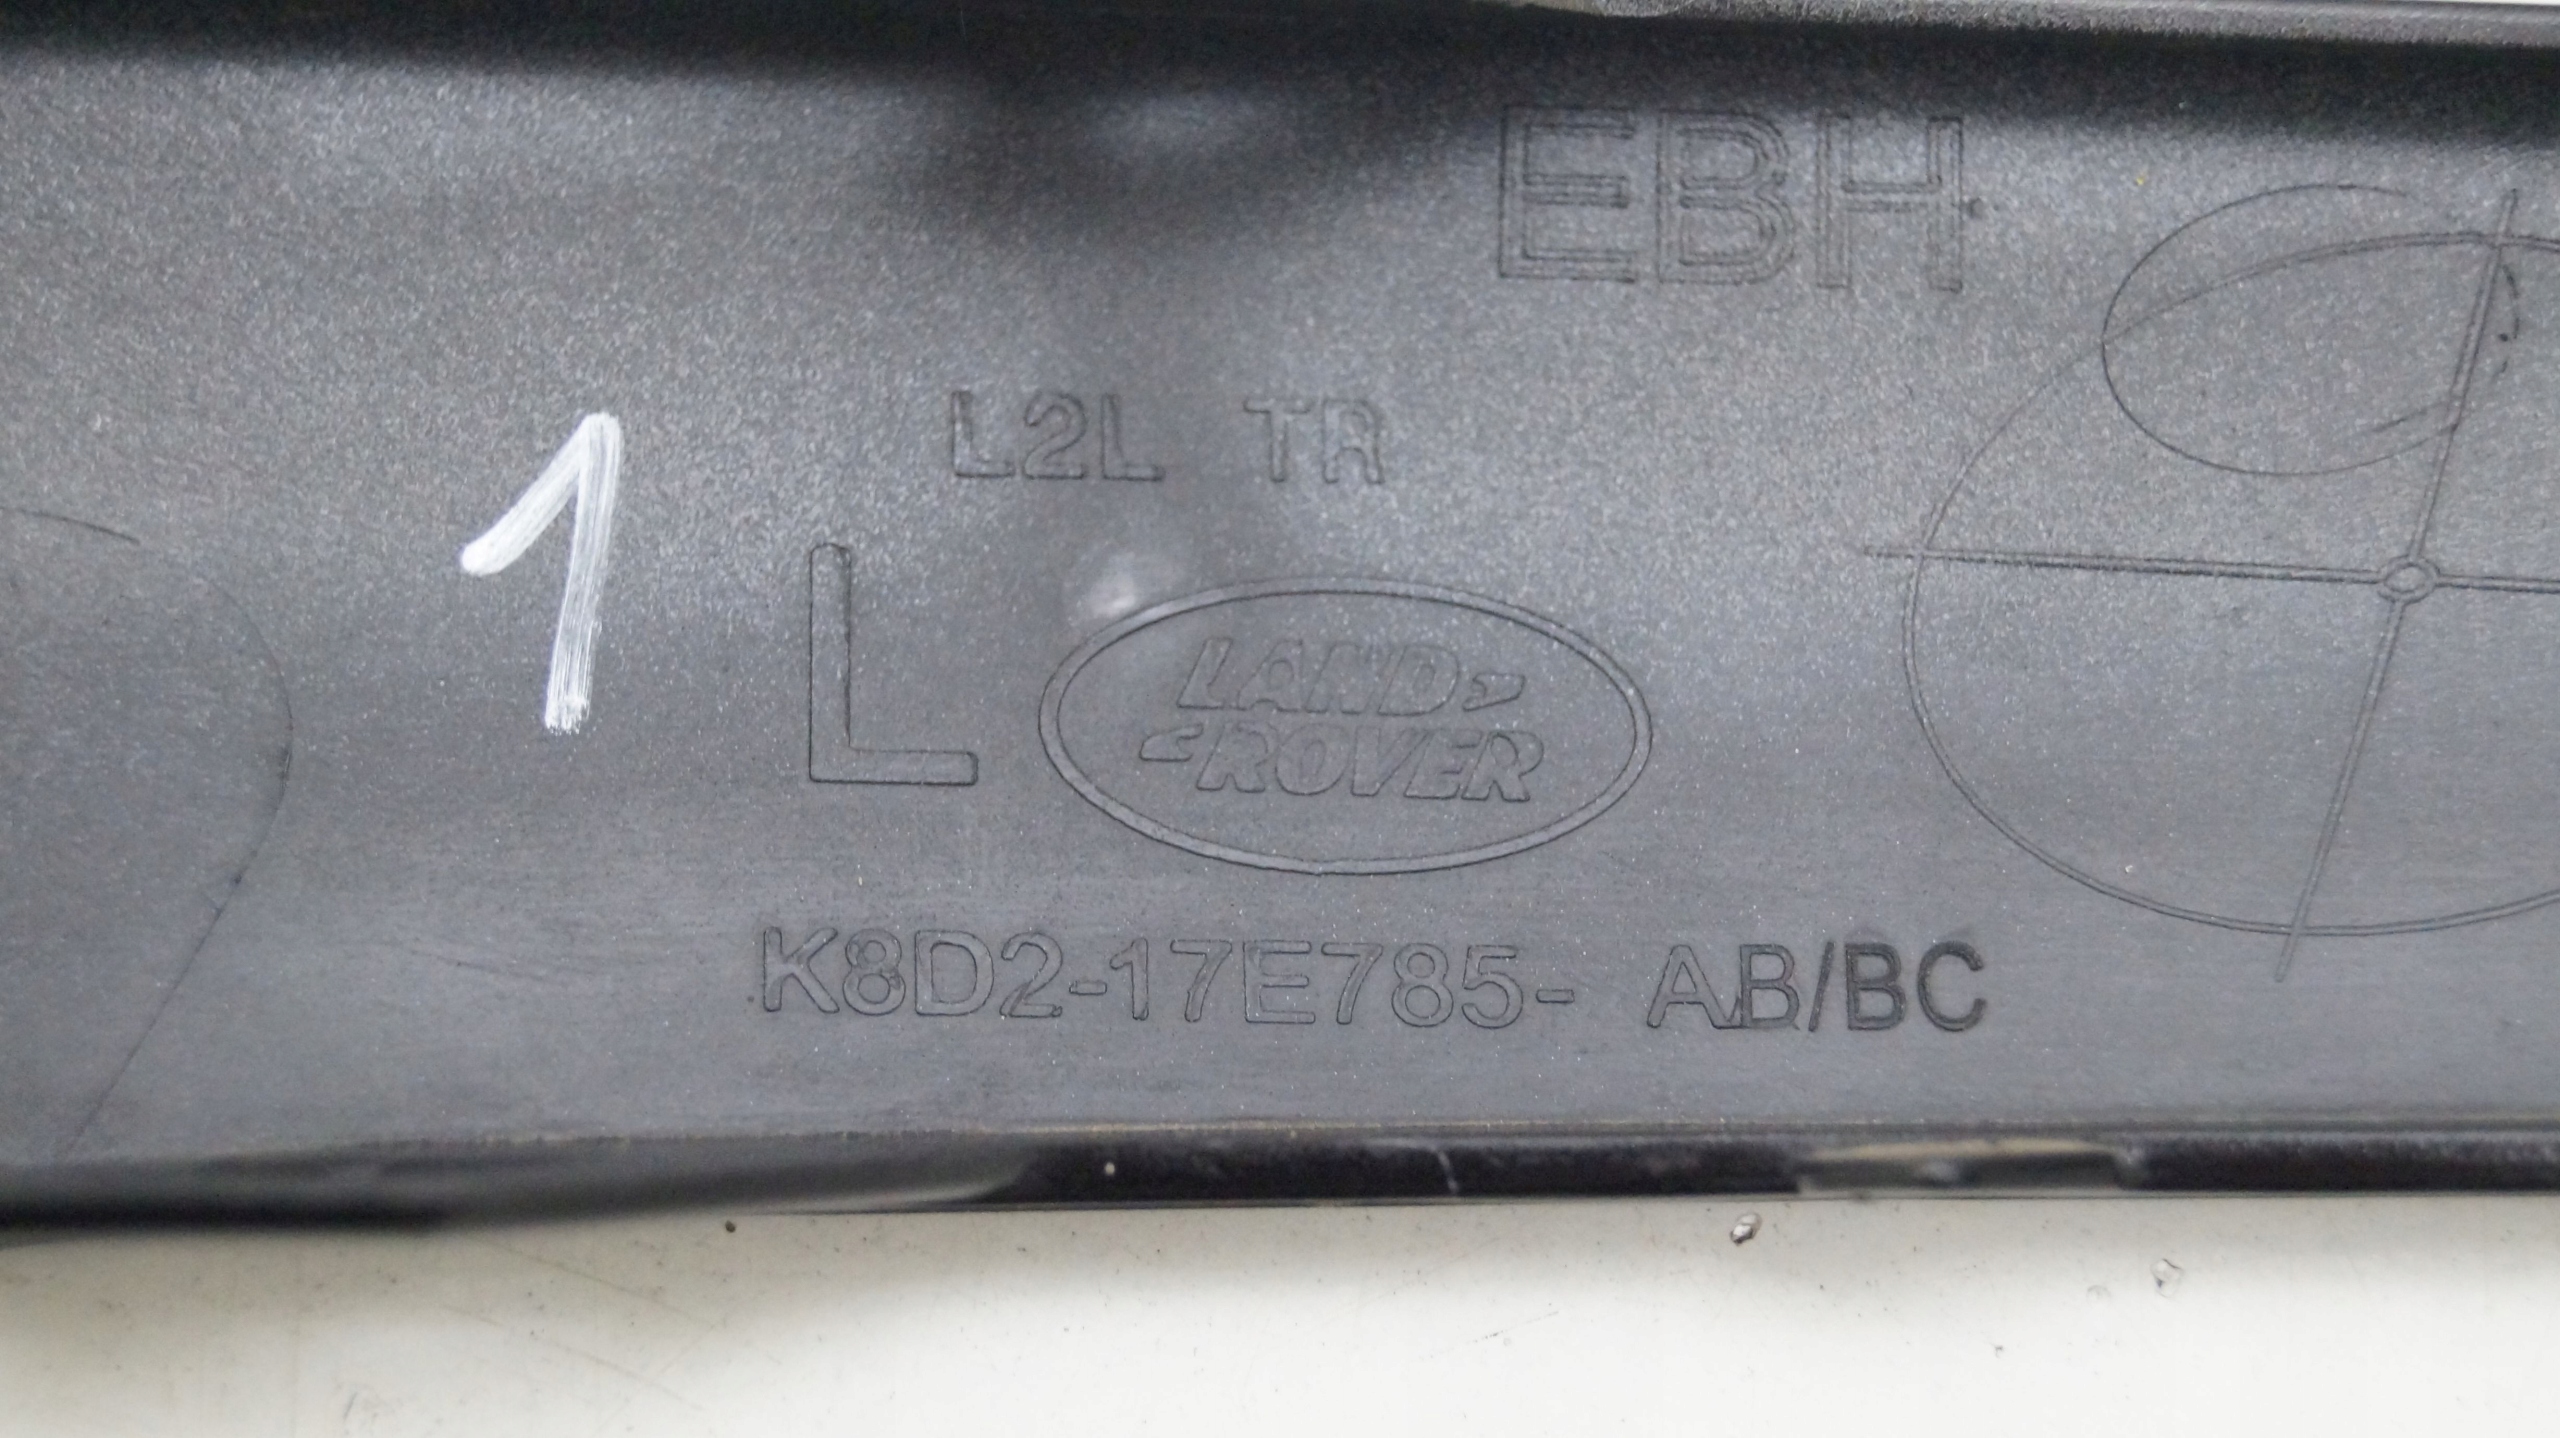 EBH
L2L TR
1
L
LAND
ROVER
K8D2-17E785- AB/BC